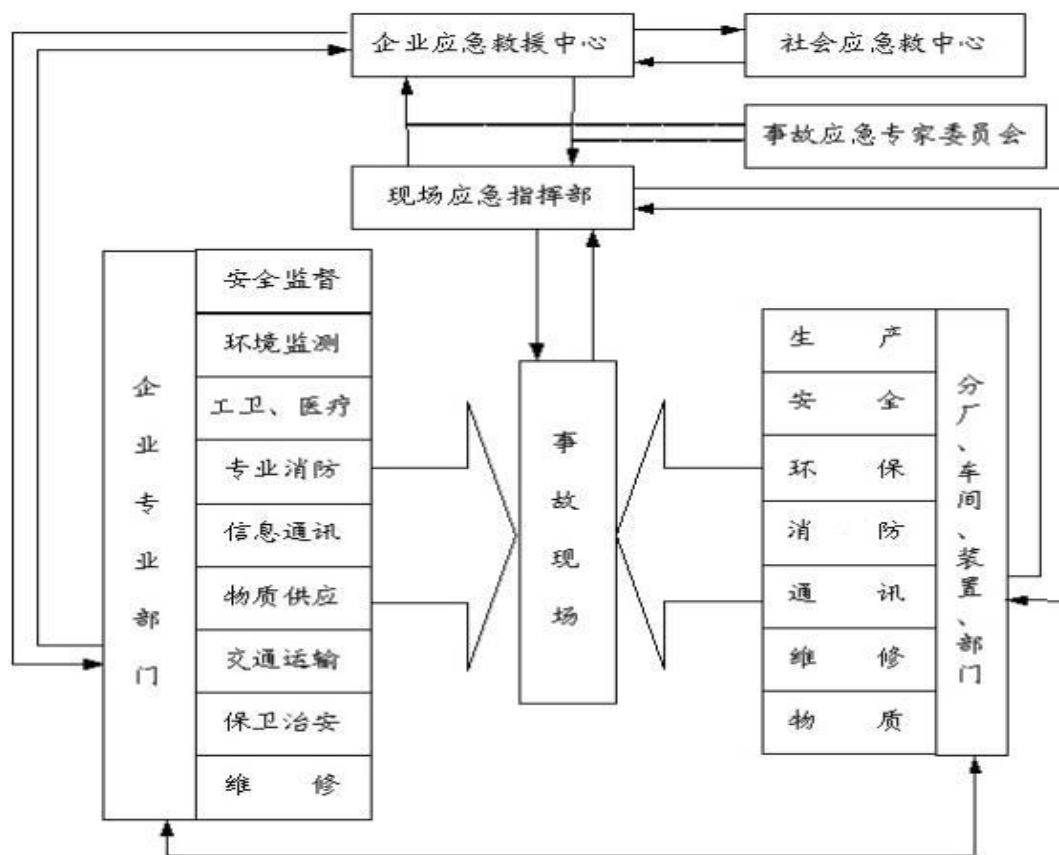 企业应急救援中心
社会应急救中心
事故应急专家委员会
现场应急指挥部
企业专业部门
安全监督
环境监测
工卫、医疗
专业消防
信息通讯
物质供应
交通运输
保卫治安
维 修
事故现场
生 产
安 全
环 保
消 防
通 讯
维 修
物 质
分厂、车间、装置、部门